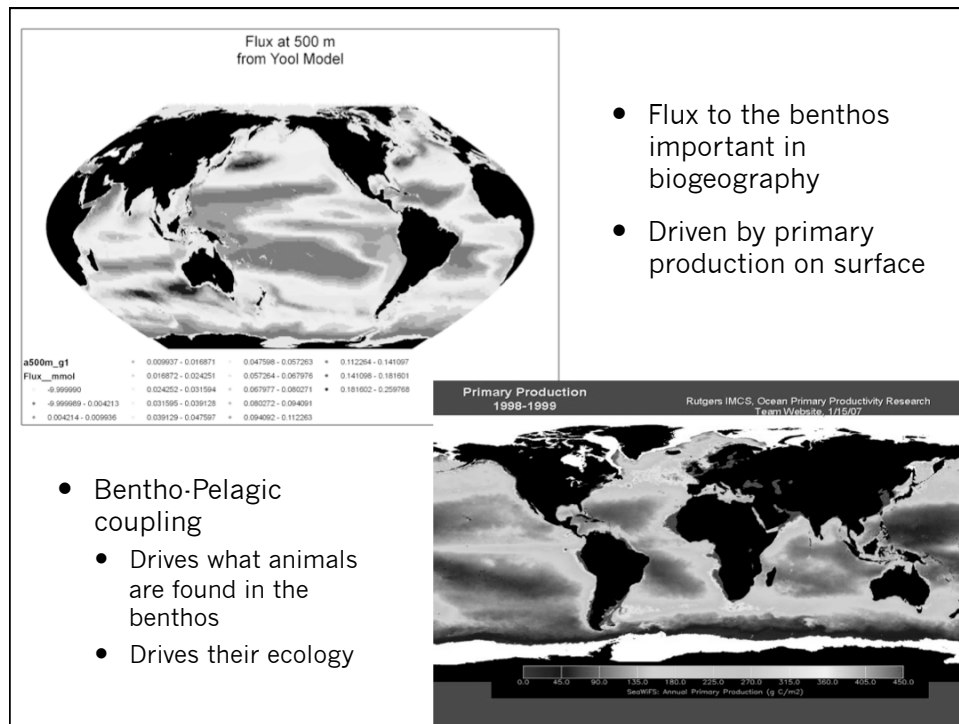 Flux at 500 m
from Yool Model
a500m_g1
Flux__mmol
-9.999990
-9.999989 - 0.004213
0.004214 - 0.009936
0.009937 - 0.016871
0.016872 - 0.024251
0.024252 - 0.031594
0.031595 - 0.039128
0.039129 - 0.047597
0.047598 - 0.057263
0.057264 - 0.067976
0.067977 - 0.080271
0.080272 - 0.094091
0.094092 - 0.112263
0.112264 - 0.141097
0.141098 - 0.181601
0.181602 - 0.259768
• Flux to the benthos
important in
biogeography
• Driven by primary
production on surface
• Bentho-Pelagic
coupling
• Drives what animals
are found in the
benthos
• Drives their ecology
Primary Production
1998-1999
Rutgers IMCS, Ocean Primary Productivity Research
Team Website, 1/15/07
0.0 45.0 90.0 135.0 180.0 225.0 270.0 315.0 360.0 405.0 450.0
SeaWiFS: Annual Primary Production (g C/m2)